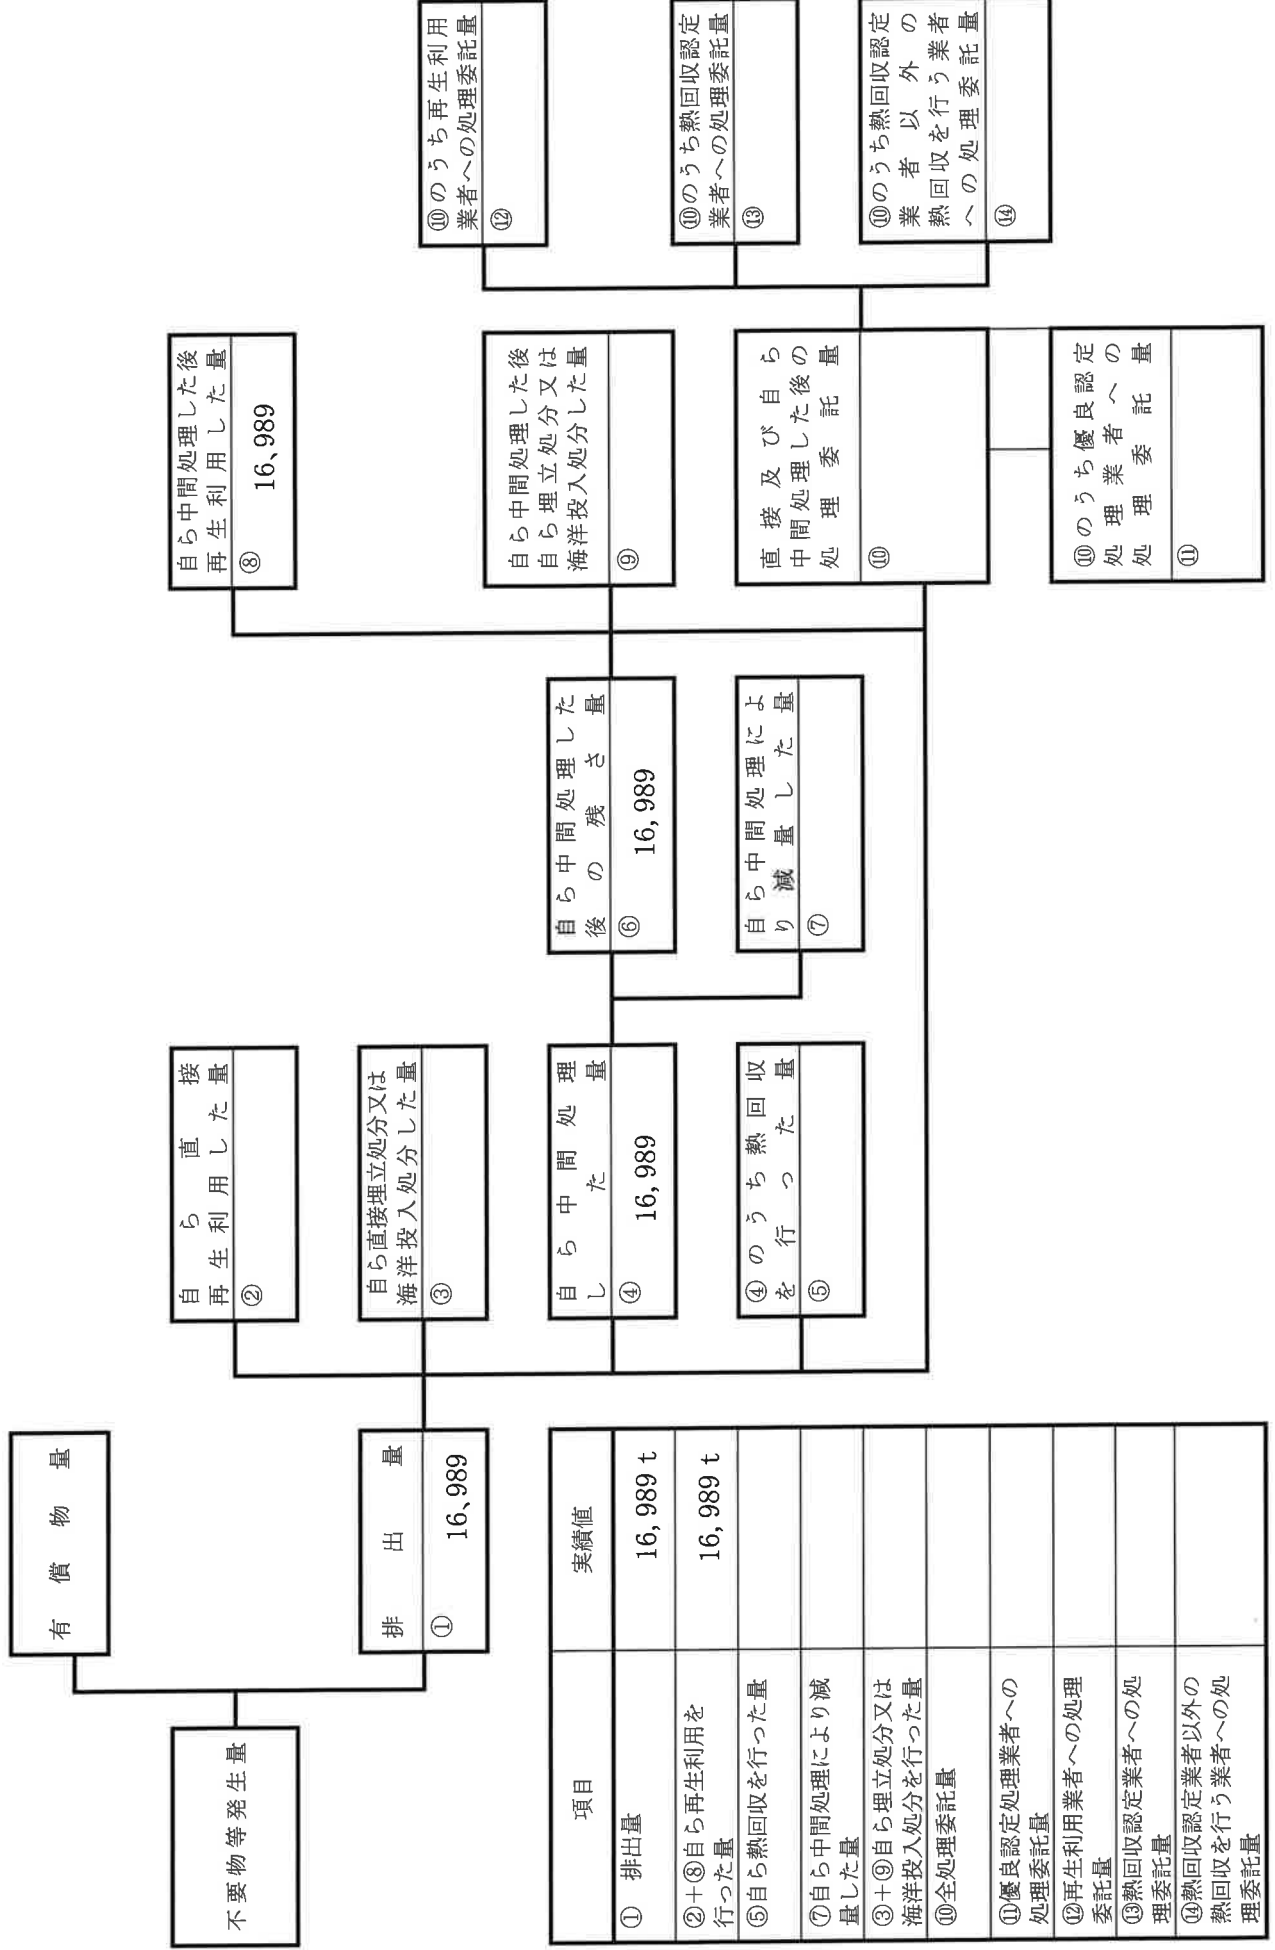 不要物等発生量
有償物量
排出量
① 16、989
自ら直接
再生利用した量
②
自ら直接埋立処分又は
海洋投入処分した量
③
自ら中間処理
した量
④ 16,989
④のうち熱回収
を行った量
⑤
自ら中間処理した
後の残さ量
⑥ 16,989
自ら中間処理によ
り減量した量
⑦
自ら中間処理した後
再生利用した量
⑧ 16、989
自ら中間処理した後
自ら埋立処分又は
海洋投入処分した量
⑨
直接及び自ら
中間処理した後の
処理委託量
⑩
⑩のうち優良認定
処理業者への
処理委託量
⑪
⑩のうち再生利用
業者への処理委託量
⑫
⑩のうち熱回収認定
業者への処理委託量
⑬
⑩のうち熱回収認定
業者以外の
熱回収を行う業者
への処理委託量
⑭
項目 実績値
① 排出量 16,989 t
②+⑧自ら再生利用を
行った量 16,989 t
⑤自ら熱回収を行った量
⑦自ら中間処理により減
量した量
③+⑨自ら埋立処分又は
海洋投入処分を行った量
⑩全処理委託量
⑪優良認定処理業者への
処理委託量
⑫再生利用業者への処理
委託量
⑬熱回収認定業者への処
理委託量
⑭熱回収認定業者以外の
熱回収を行う業者への処
理委託量